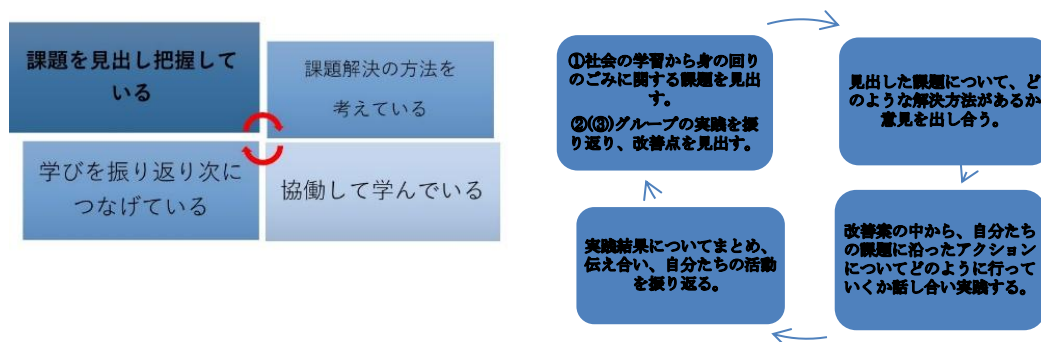 課題を見出し把握して
いる
課題解決の方法を
考えている
学びを振り返り次に
つなげている
協働して学んでいる
①社会の学習から身の回り
のごみに関する課題を見出
す。
②(③)グループの実践を振
り返り、改善点を見出す。
見出した課題について、ど
のような解決方法があるか
意見を出し合う。
実践結果についてまとめ、
伝え合い、自分たちの活動
を振り返る。
改善案の中から、自分たち
の課題に沿ったアクション
についてどのように行って
いくか話し合い実践する。